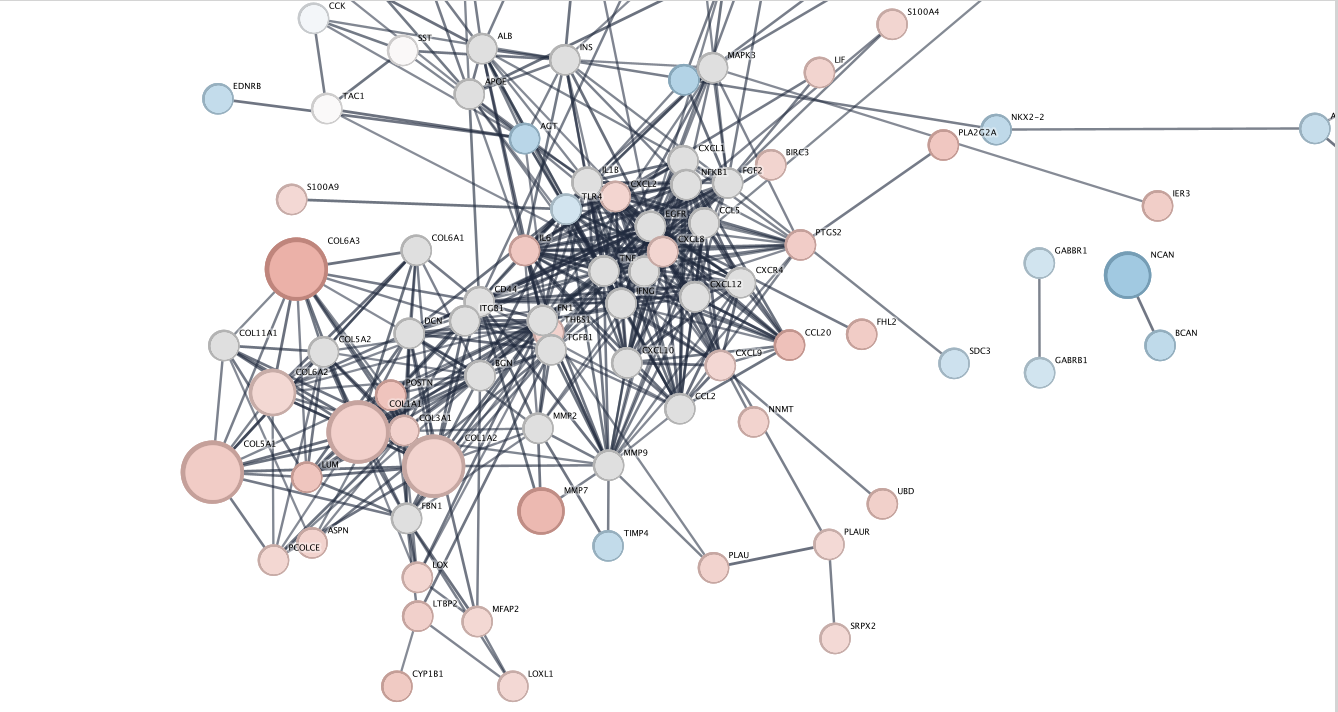 CCK
S100A4
SST
ALB
INS
MAPK3
LIF
EDNRB
TAC1
APOE
AGT
NKX2-2
PLA2G2A
A
CXCL1
BIRC3
IL1B
CXCL2
NFKB1
FGF2
S100A9
TLR4
IER3
EGFR
CCL5
PTGS2
COL6A3
COL6A1
IL6
CXCL8
GABBR1
NCAN
TNF
CXCR4
CD44
IFNG
CXCL12
ITGB1
FN1
THBS1
DCN
COL11A1
COL5A2
TGFB1
CCL20
FHL2
BCAN
CXCL10
CXCL9
SDC3
GABRB1
BGN
COL6A2
POSTN
COL1A1
CCL2
NNMT
COL3A1
MMP2
COL5A1
COL1A2
LUM
MMP9
MMP7
UBD
FBN1
ASPN
TIMP4
PLAUR
PCOLCE
PLAU
LOX
LTBP2
MFAP2
SRPX2
CYP1B1
LOXL1